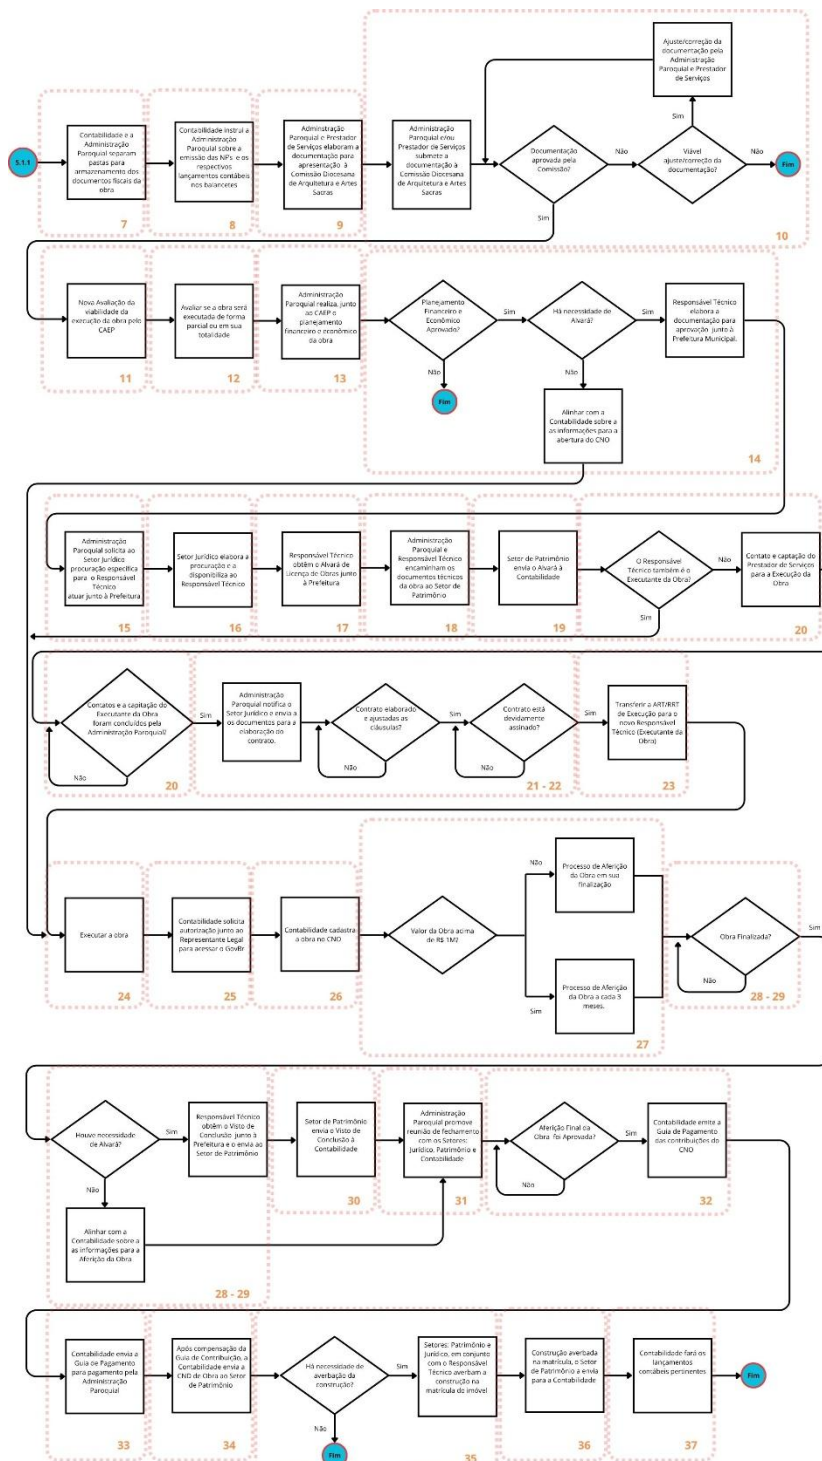 Ajuste/correção da
documentação pela
Administração
Paroquial e Prestador
de Serviços
Sim
5.1.1
Contabilidade e a
Administração
Paroquial separam
pastas para
armazenamento dos
documentos fiscais da
obra
7
Contabilidade instrui a
Administração
Paroquial sobre a
emissão das NF's e os
respectivos
lançamentos contábeis
nos balancetes
8
Adminstração
Paroquial e Prestador
de Serviços elaboram a
documentação para
apresentação à
Comissão Diocesana
de Arquitetura e Artes
Sacras
9
Administração
Paroquial e/ou
Prestador de Serviços
submete a
documentação à
Comissão Diocesana
de Arquitetura e Artes
Sacras
Documentação
aprovada pela
Comissão?
Não
Viável
ajuste/correção da
documentação?
Não
Fim
Sim
10
Nova Avaliação da
viabilidade da
execução da obra pelo
CAEP
11
Avaliar se a obra será
executada de forma
parcial ou em sua
totalidade
12
Administração
Paroquial realiza, junto
ao CAEP o
planejamento
financeiro e econômico
da obra
13
Planejamento
Financeiro e
Econômico
Aprovado?
Sim
Não
Fim
Há necessidade de
Alvará?
Sim
Não
Responsável Técnico
elabora a
documentação para
aprovação junto à
Prefeitura Municipal.
Alinhar com a
Contabilidade sobre a
as informações para a
abertura do CNO
14
Administração
Paroquial solicita ao
Setor Jurídico
procuração específica
para o Responsável
Técnico
atuar junto à Prefeitura
15
Setor Jurídico elabora a
procuração e a
disponibiliza ao
Responsável Técnico
16
Responsável Técnico
obtêm o Alvará de
Licença de Obras junto
à Prefeitura
17
Administração
Paroquial e
Responsável Técnico
encaminham os
documentos técnicos
da obra ao Setor de
Patrimônio
18
Setor de Patrimônio
envia o Alvará à
Contabilidade
19
O Responsável
Técnico também é o
Executante da Obra?
Não
Sim
Contato e captação do
Prestador de Serviços
para a Execução da
Obra
20
Contatos e a capitação do
Executante da Obra
foram concluídos pela
Administração Paroquial?
Sim
Não
20
Administração
Paroquial notifica o
Setor Jurídico e envia a
os documentos para a
elaboração do
contrato.
Contrato elaborado
e ajustadas as
cláusulas?
Sim
Não
Contrato está
devidamente
assinado?
Sim
Não
21 - 22
Transferir a ART/RRT
de Execução para o
novo Responsável
Técnico (Executante da
Obra)
23
Executar a obra
24
Contabilidade solicita
autorização junto ao
Representante Legal
para acessar o GovBr
25
Contabilidade cadastra
a obra no CNO
26
Valor da Obra acima
de R$ 1M?
Não
Processo de Aferição
da Obra em sua
finalização
Sim
Processo de Aferição
da Obra a cada 3
meses.
27
Obra Finalizada?
Sim
Não
28 - 29
Houve necessidade
de Alvará?
Sim
Não
Responsável Técnico
obtêm o Visto de
Conclusão junto à
Prefeitura e o envia ao
Setor de Patrimônio
Alinhar com a
Contabilidade sobre a
as informações para a
Aferição da Obra
28 - 29
Setor de Patrimônio
envia o Visto de
Conclusão à
Contabilidade
30
Administração
Paroquial promove
reunião de fechamento
com os Setores:
Jurídico, Patrimônio e
Contabilidade
31
Aferição Final da
Obra foi Aprovada?
Sim
Não
Contabilidade emite a
Guia de Pagamento
das contribuições do
CNO
32
Contabilidade envia a
Guia de Pagamento
para pagamento pela
Administração
Paroquial
33
Após compensação da
Guia de Contribuição, a
Contabilidade envia a
CND de Obra ao Setor
de Patrimônio
34
Há necessidade de
averbação da
construção?
Sim
Não
Fim
Setores: Patrimônio e
Jurídico, em conjunto
com o Responsável
Técnico averbam a
construção na
matrícula de imóvel
35
Construção averbada
na matrícula, o Setor
de Patrimônio a envia
para a Contabilidade
36
Contabilidade fará os
lançamentos
contábeis pertinentes
37
Fim